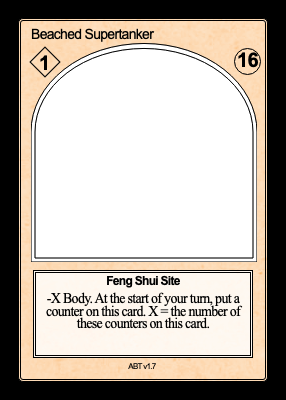 Beached Supertanker
1
16
Feng Shui Site
-X Body. At the start of your turn, put a
counter on this card. X = the number of
these counters on this card.
ABT v1.7